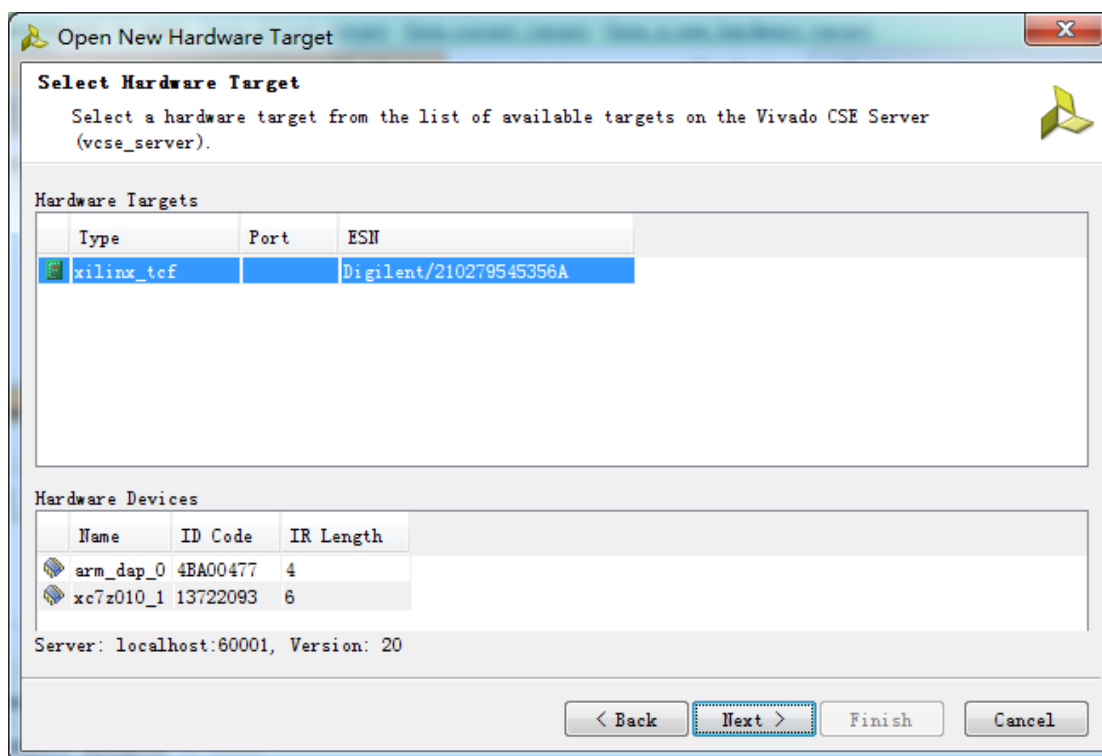 Open New Hardware Target
Select Hardware Target
Select a hardware target from the list of available targets on the Vivado CSE Server
(vcse_server).
Hardware Targets
Type Port ESN
xilinx_tcf Digilent/210279545356A
Hardware Devices
Name ID Code IR Length
arm_dap_0 4BA00477 4
xc7z010_1 13722093 6
Server: localhost:60001, Version: 20
< Back Next > Finish Cancel